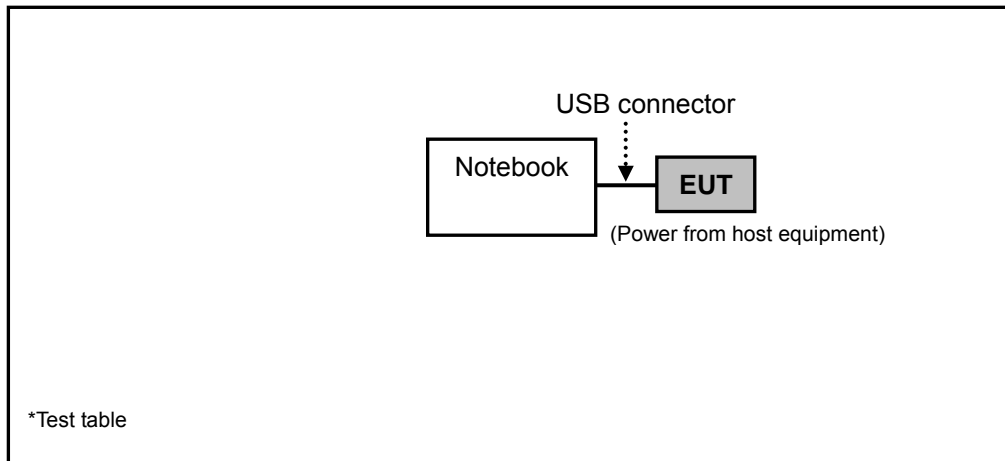 USB connector
Notebook
EUT
(Power from host equipment)
*Test table